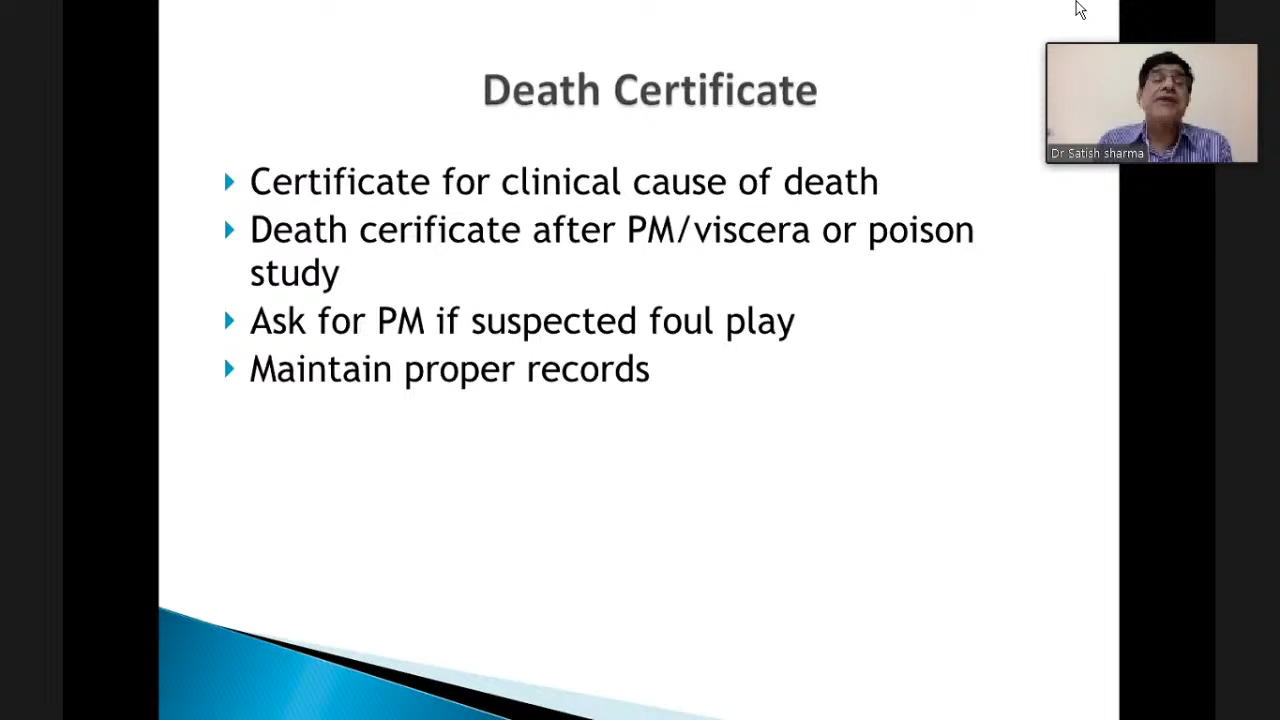 Death Certificate
Certificate for clinical cause of death
Death cerificate after PM/viscera or poison
study
Ask for PM if suspected foul play
Maintain proper records
Dr Satish sharma